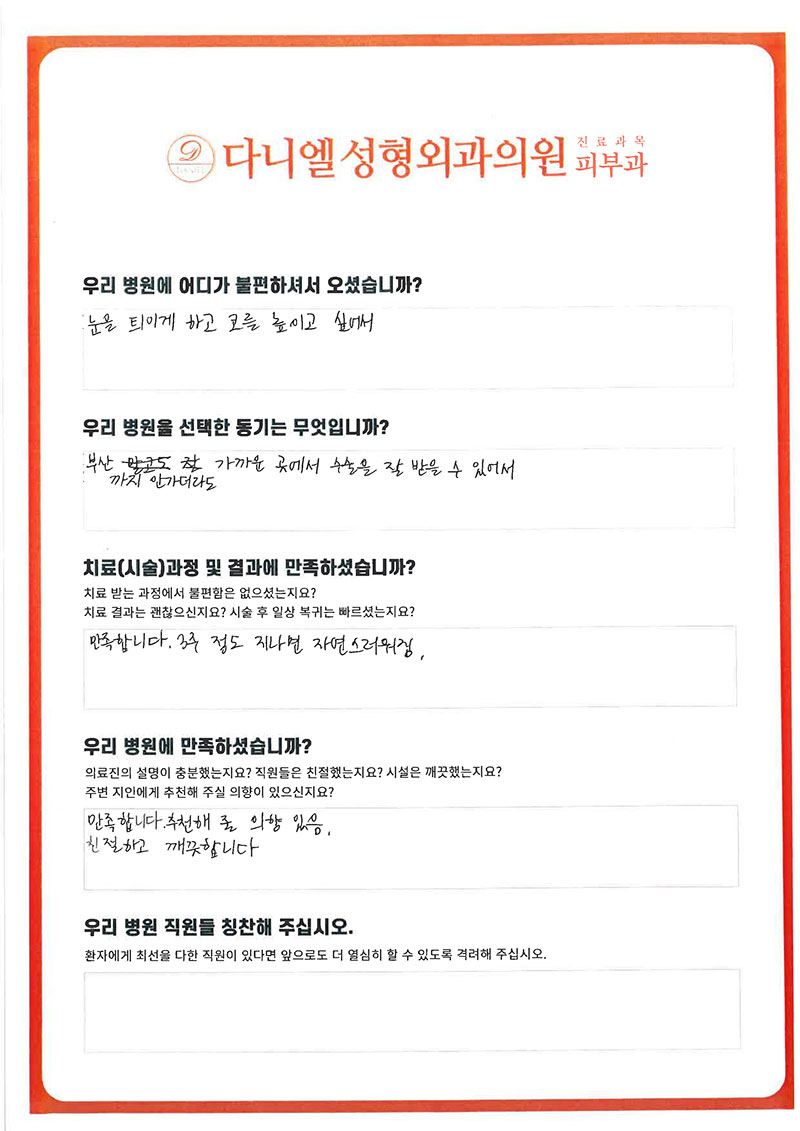 다니엘성형외과의원
진료과목
피부과
우리 병원에 어디가 불편하셔서 오셨습니까?
눈을 틔이게 하고 코를 높이고 싶어서
우리 병원을 선택한 동기는 무엇입니까?
부산 가까운 곳에서 수술을 잘 받을 수 있어서
까지 안가더라도
치료(시술)과정 및 결과에 만족하셨습니까?
치료 받는 과정에서 불편함은 없으셨는지요?
치료 결과는 괜찮으신지요? 시술 후 일상 복귀는 빠르셨는지요?
만족합니다. 3주 정도 지나면 자연스러워짐.
우리 병원에 만족하셨습니까?
의료진의 설명이 충분했는지요? 직원들은 친절했는지요? 시설은 깨끗했는지요?
주변 지인에게 추천해 주실 의향이 있으신지요?
만족합니다. 추천해 줄 의향 있음.
친절하고 깨끗합니다
우리 병원 직원들 칭찬해 주십시오.
환자에게 최선을 다한 직원이 있다면 앞으로도 더 열심히 할 수 있도록 격려해 주십시오.